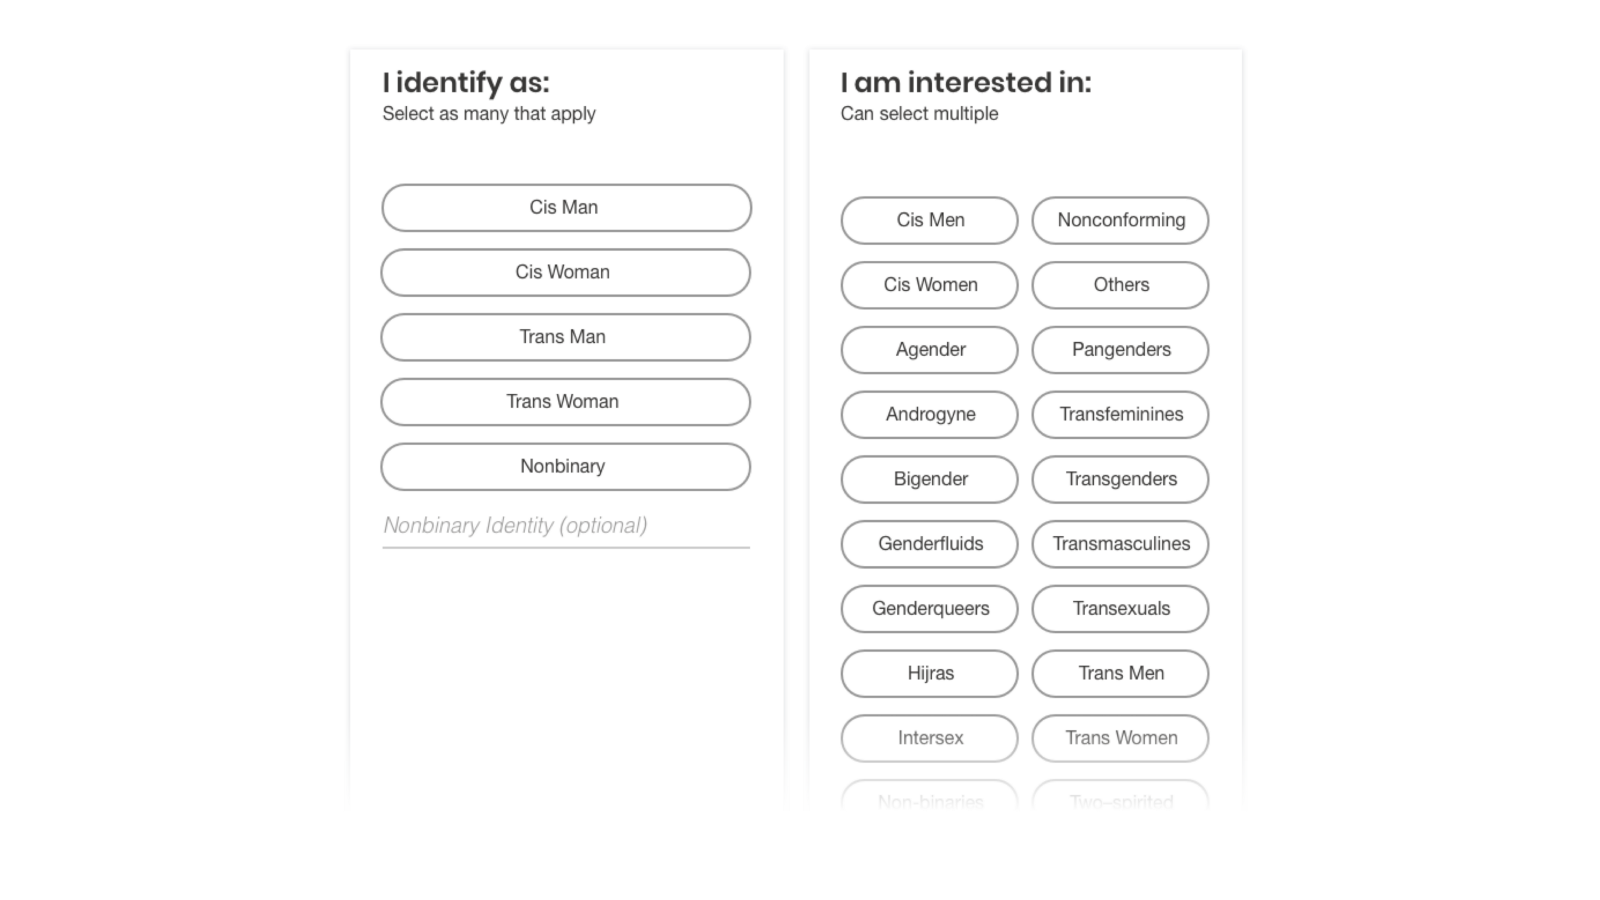 I identify as:
Select as many that apply
Cis Man
Cis Woman
Trans Man
Trans Woman
Nonbinary
Nonbinary Identity (optional)
I am interested in:
Can select multiple
Cis Men
Nonconforming
Cis Women
Others
Agender
Pangenders
Androgyne
Transfeminines
Bigender
Transgenders
Genderfluids
Transmasculines
Genderqueers
Transexuals
Hijras
Trans Men
Intersex
Trans Women
Non-binaries
Two-spirited